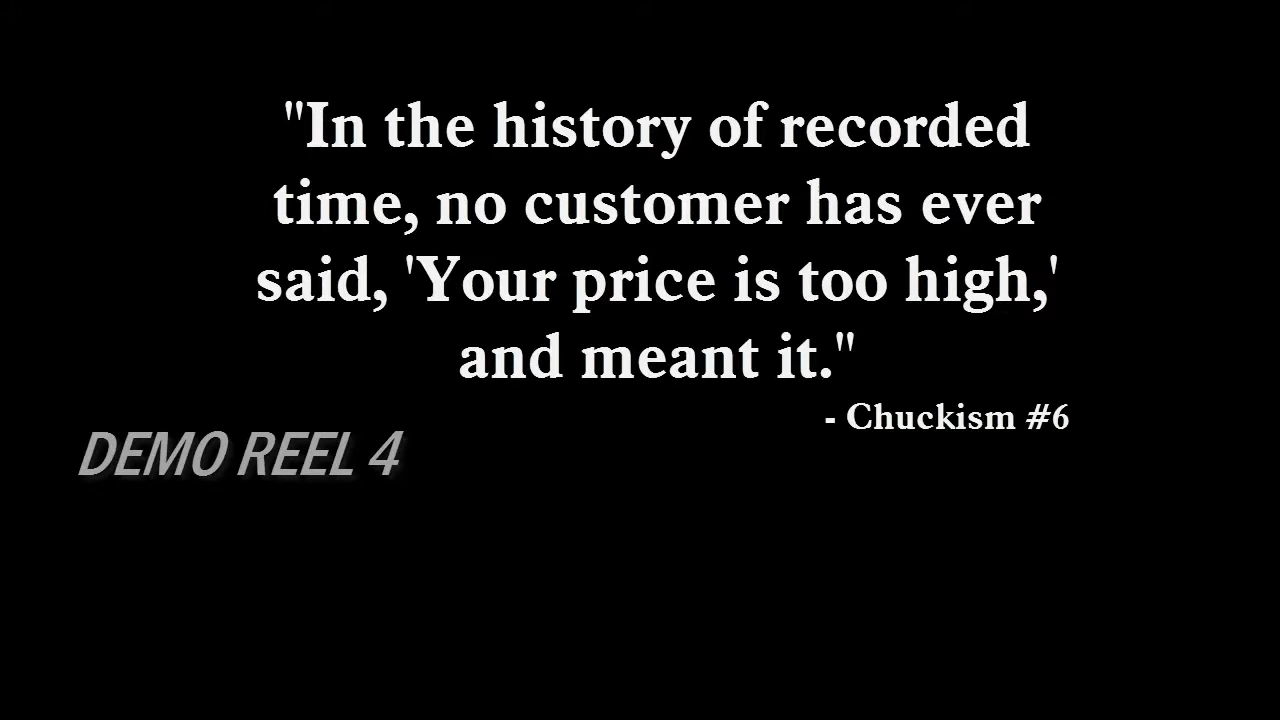 "In the history of recorded
time, no customer has ever
said, 'Your price is too high,'
and meant it."
- Chuckism #6
DEMO REEL 4